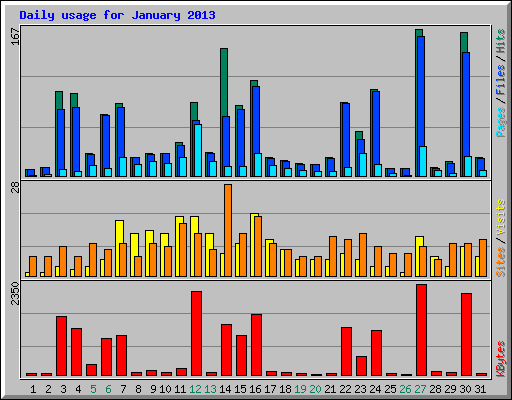 Daily usage for January 2013
167
Pages / Files / Hits
28
Sites / Visits
2350
KBytes
1 2 3 4 5 6 7 8 9 10 11 12 13 14 15 16 17 18 19 20 21 22 23 24 25 26 27 28 29 30 31